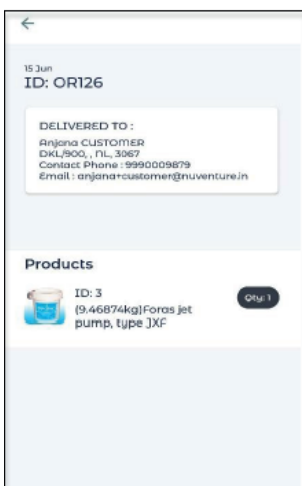 15 Jun
ID: OR126
DELIVERED TO :
Anjana CUSTOMER
DKL/900, , NL, 3067
Contact Phone : 9990009879
Email : anjana+customer@nuventure.in
Products
ID: 3
Qty: 1
(9.46874kg)Foras jet
pump, type JXF